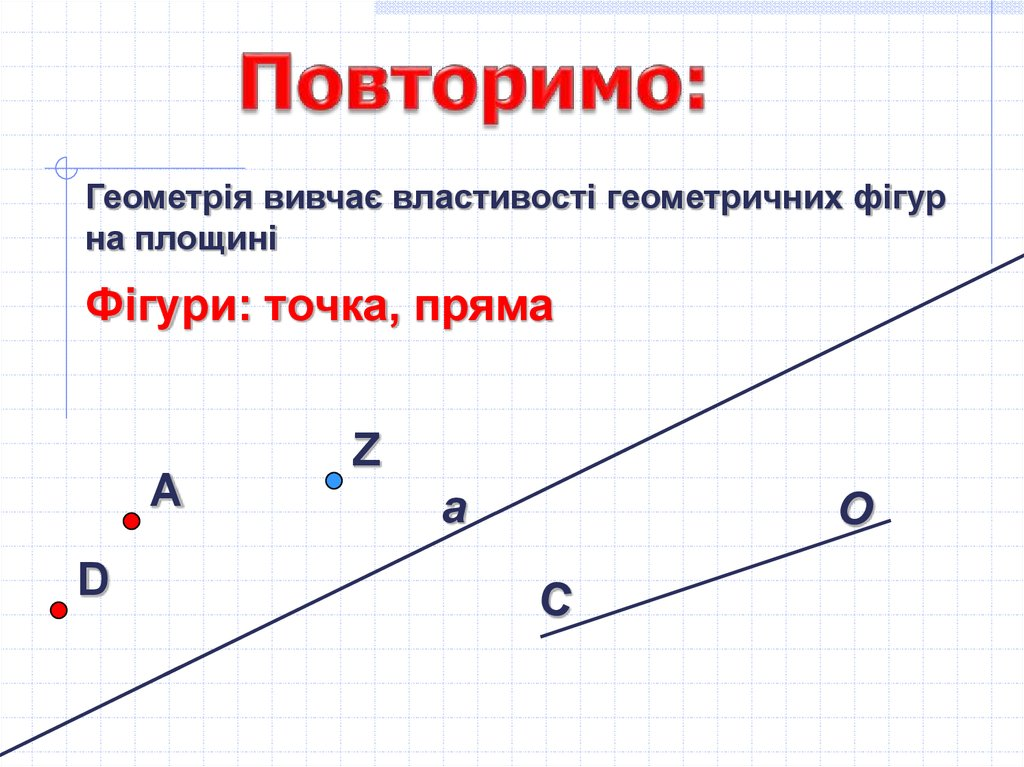 Повторимо:
Геометрія вивчає властивості геометричних фігур
на площині
Фігури: точка, пряма
Z
A
a
O
D
C